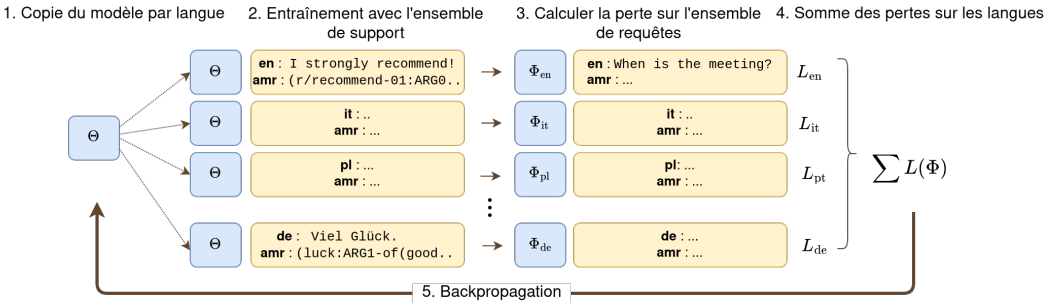 1. Copie du modèle par langue
2. Entraînement avec l'ensemble
de support
3. Calculer la perte sur l'ensemble
de requêtes
4. Somme des pertes sur les langues
Θ
Θ
en : I strongly recommend!
amr : (r/recommend-01:ARG0..
Φen
en : When is the meeting?
amr : ...
Len
Θ
it : ..
amr : ...
Φit
it : ..
amr : ...
Lit
Θ
pl : ...
amr : ...
Φpl
pl: ...
amr : ...
Lpt
Θ
de : Viel Glück.
amr : (luck:ARG1-of(good..
Φde
de : ...
amr : ...
Lde
∑ L(Φ)
5. Backpropagation